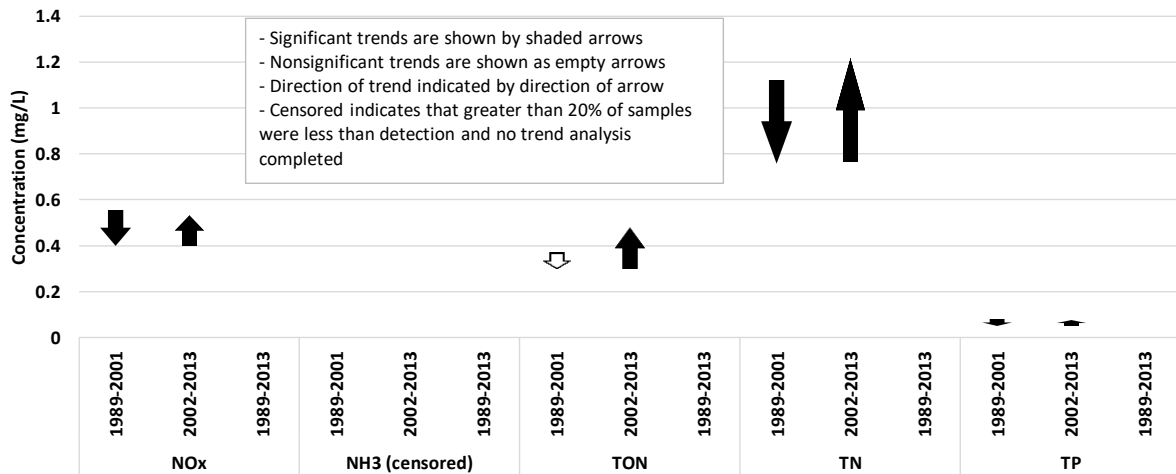 1.4
1.2
1
0.8
0.6
0.4
0.2
0
Concentration (mg/L)
- Significant trends are shown by shaded arrows
- Nonsignificant trends are shown as empty arrows
- Direction of trend indicated by direction of arrow
- Censored indicates that greater than 20% of samples
were less than detection and no trend analysis
completed
1989-2001
2002-2013
1989-2013
1989-2001
2002-2013
1989-2013
1989-2001
2002-2013
1989-2013
1989-2001
2002-2013
1989-2013
1989-2001
2002-2013
1989-2013
NOx
NH3 (censored)
TON
TN
TP